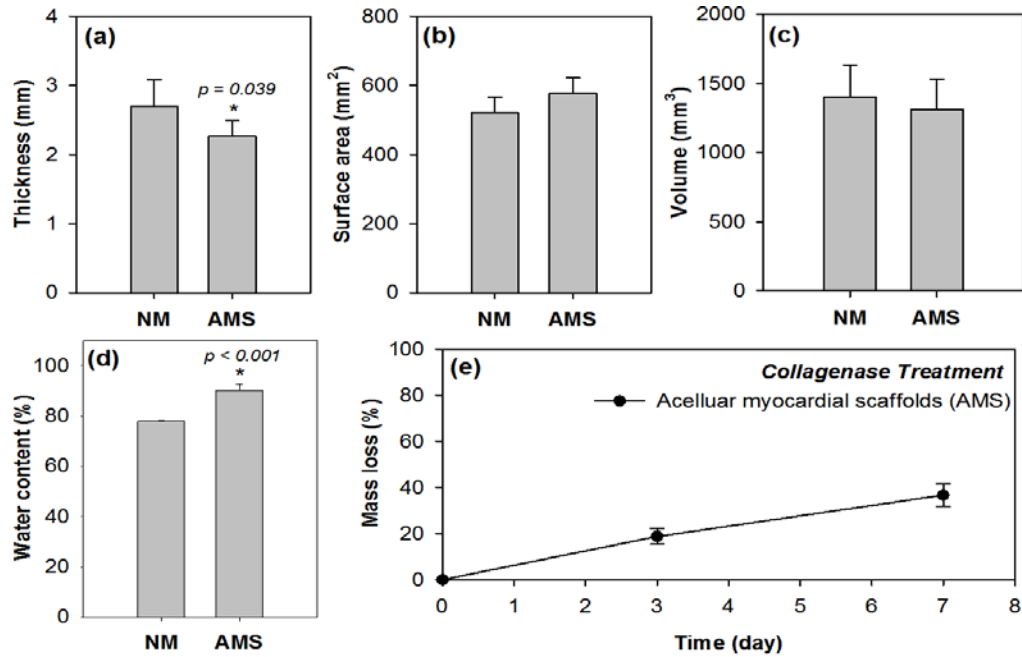 (a)
Thickness (mm)
4
3
2
1
0
p = 0.039
*
NM
AMS
(b)
Surface area (mm²)
800
600
400
200
0
NM
AMS
(c)
Volume (mm³)
2000
1500
1000
500
0
NM
AMS
(d)
Water content (%)
100
80
60
40
20
0
p < 0.001
*
NM
AMS
(e)
Collagenase Treatment
Acelluar myocardial scaffolds (AMS)
Mass loss (%)
100
80
60
40
20
0
0 1 2 3 4 5 6 7 8
Time (day)